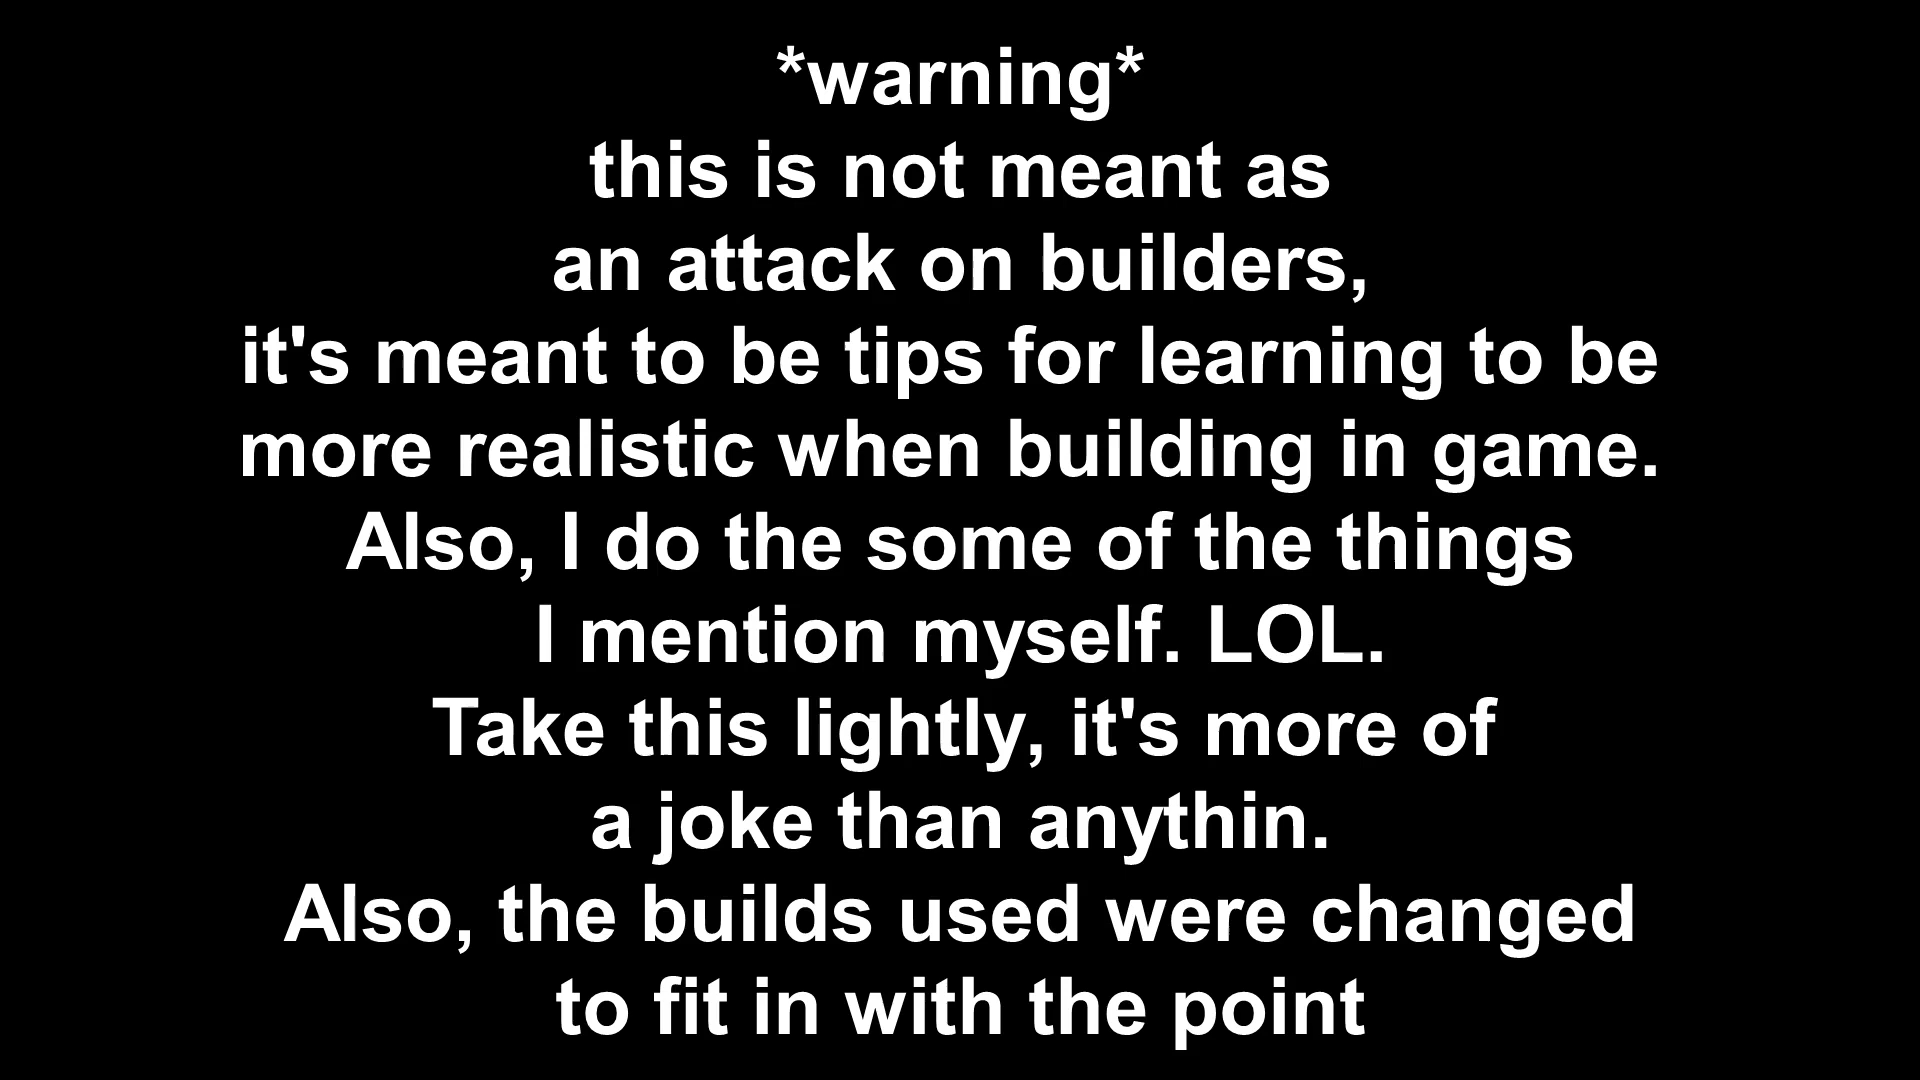 *warning*
this is not meant as
an attack on builders,
it's meant to be tips for learning to be
more realistic when building in game.
Also, I do the some of the things
I mention myself. LOL.
Take this lightly, it's more of
a joke than anythin.
Also, the builds used were changed
to fit in with the point